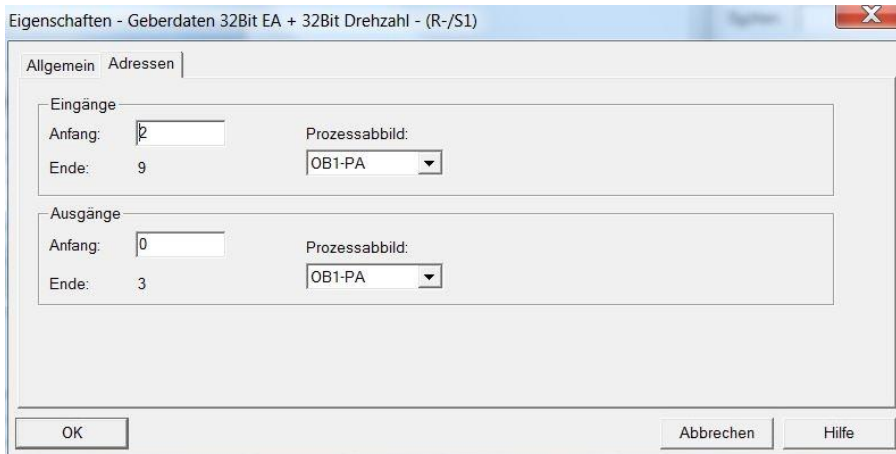 Eigenschaften - Geberdaten 32Bit EA + 32Bit Drehzahl - (R-/S1)
Allgemein Adressen
Eingänge
Anfang: 2 Prozessabbild:
Ende: 9 OB1-PA
Ausgänge
Anfang: 0 Prozessabbild:
Ende: 3 OB1-PA
OK Abbrechen Hilfe